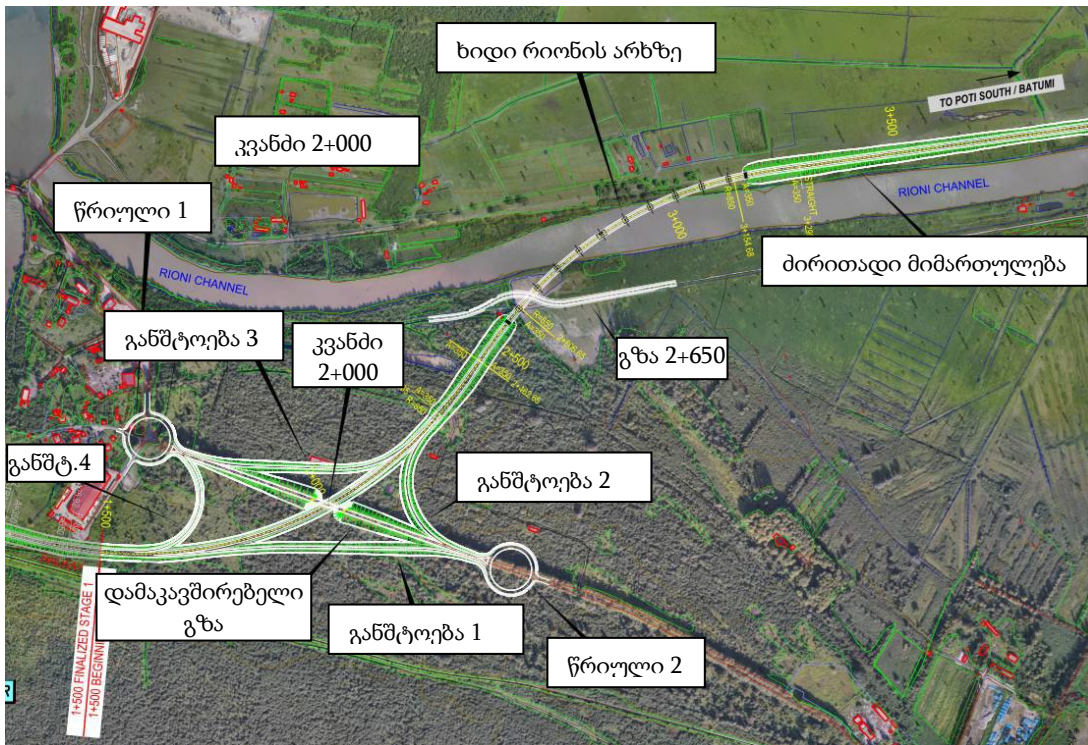 ხიდი რიონის არხზე
TO POTI SOUTH / BATUMI
3+500
კვანძი 2+000
წრიული 1
RIONI CHANNEL
3+000
ძირითადი მიმართულება
RIONI CHANNEL
განშტოება 3
კვანძი
2+000
გზა 2+650
2+500
განშტ.4
განშტოება 2
დამაკავშირებელი
გზა
განშტოება 1
წრიული 2
1+500 FINALIZED STAGE 1
1+500